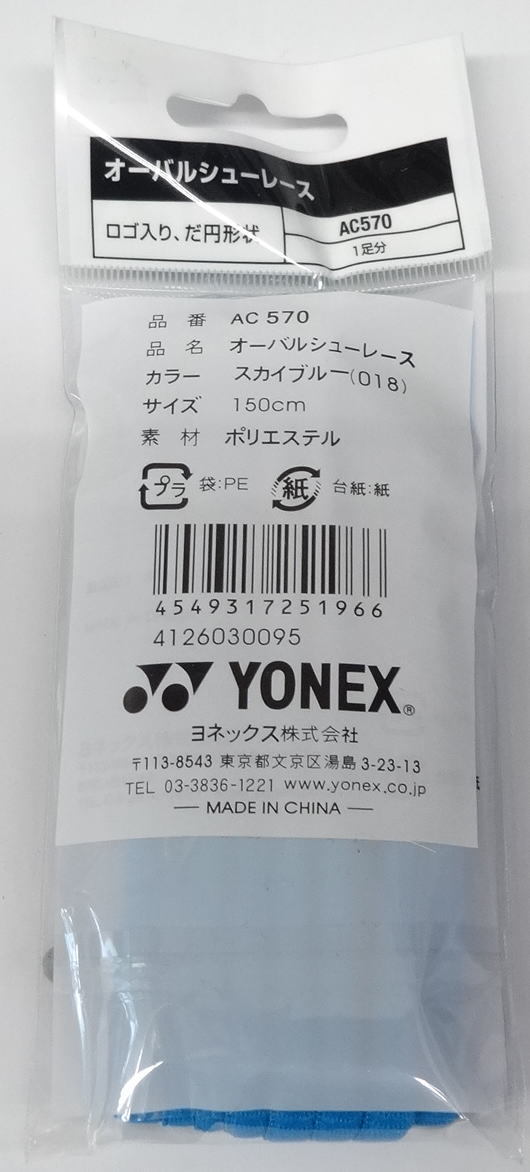 オーバルシューレース
ロゴ入り、だ円形状
AC570
1足分
品番 AC 570
品名 オーバルシューレース
カラー スカイブルー(018)
サイズ 150cm
素材 ポリエステル
プラ 袋:PE 紙 台紙:紙
4549317251966
4126030095
YONEX®
ヨネックス株式会社
〒113-8543 東京都文京区湯島 3-23-13
TEL 03-3836-1221 www.yonex.co.jp
— MADE IN CHINA —